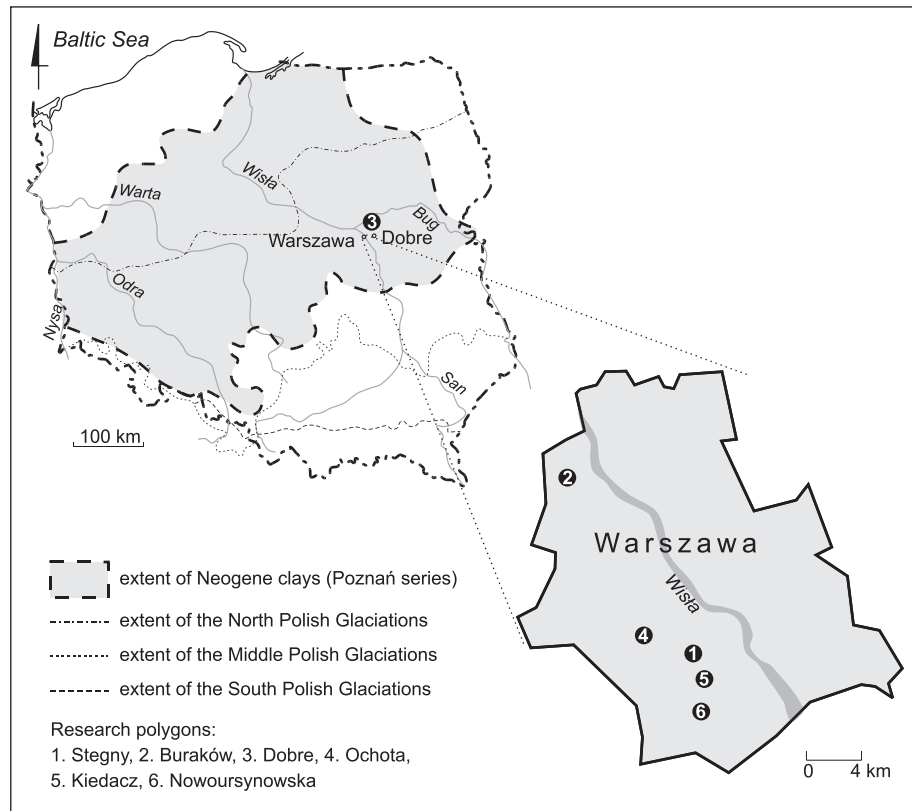 Baltic Sea
Warta
Wisła
3
Bug
Warszawa
Dobre
Odra
Nysa
San
100 km
2
Warszawa
Wisła
4
1
5
6
0 4 km
extent of Neogene clays (Poznań series)
extent of the North Polish Glaciations
extent of the Middle Polish Glaciations
extent of the South Polish Glaciations
Research polygons:
1. Stegny, 2. Buraków, 3. Dobre, 4. Ochota,
5. Kiedacz, 6. Nowoursynowska